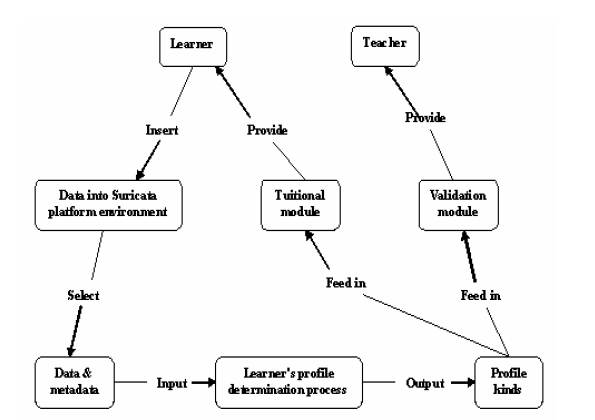 Learner
Teacher
Insert
Provide
Provide
Data into Suricata
platform environment
Tuitional
module
Validation
module
Select
Feed in
Feed in
Data &
metadata
Input
Learner's profile
determination process
Output
Profile
kinds